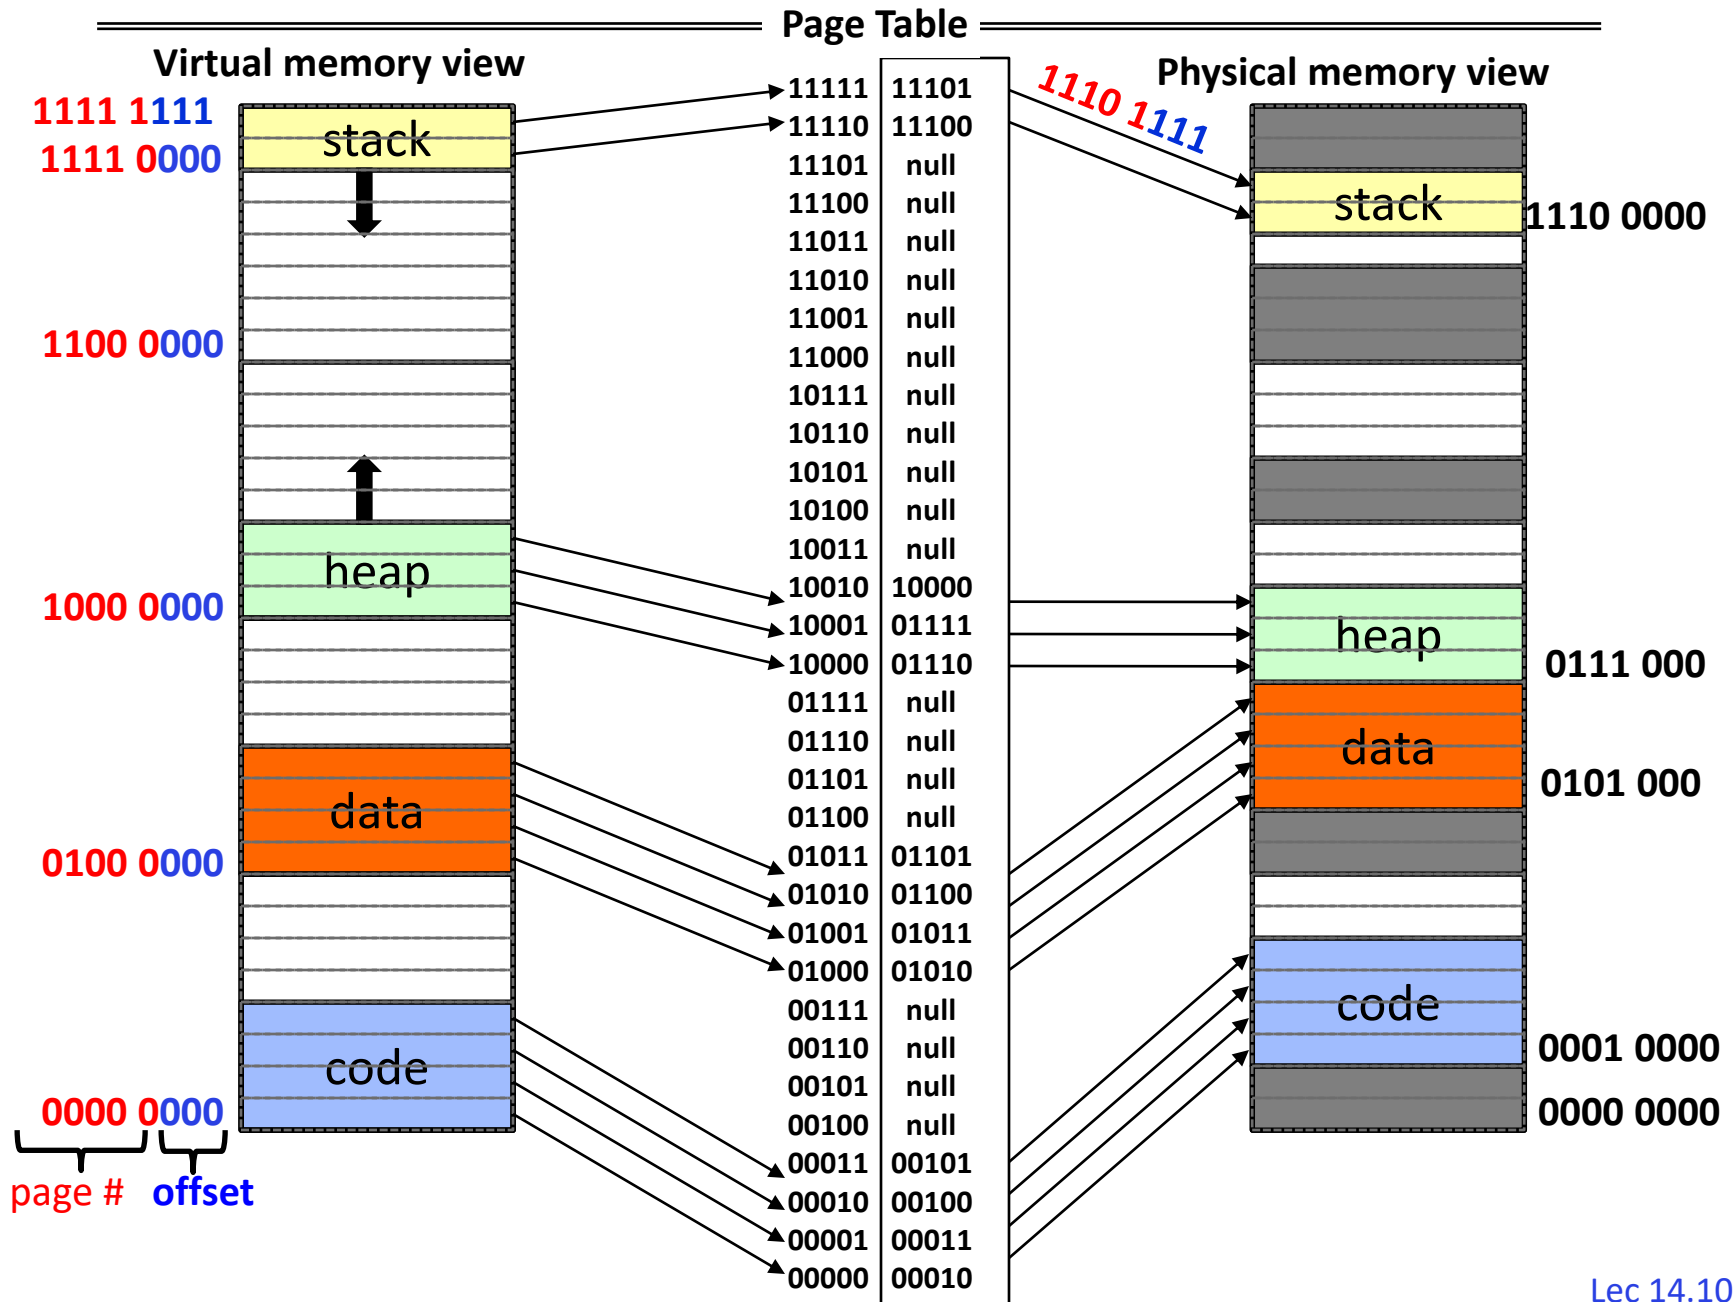 Page Table
Virtual memory view
Physical memory view
1111 1111
1111 0000
1100 0000
1000 0000
0100 0000
0000 0000
page # offset
stack
heap
data
code
11111 11101
11110 11100
11101 null
11100 null
11011 null
11010 null
11001 null
11000 null
10111 null
10110 null
10101 null
10100 null
10011 null
10010 10000
10001 01111
10000 01110
01111 null
01110 null
01101 null
01100 null
01011 01101
01010 01100
01001 01011
01000 01010
00111 null
00110 null
00101 null
00100 null
00011 00101
00010 00100
00001 00011
00000 00010
1110 1111
stack
1110 0000
heap
0111 000
data
0101 000
code
0001 0000
0000 0000
Lec 14.10